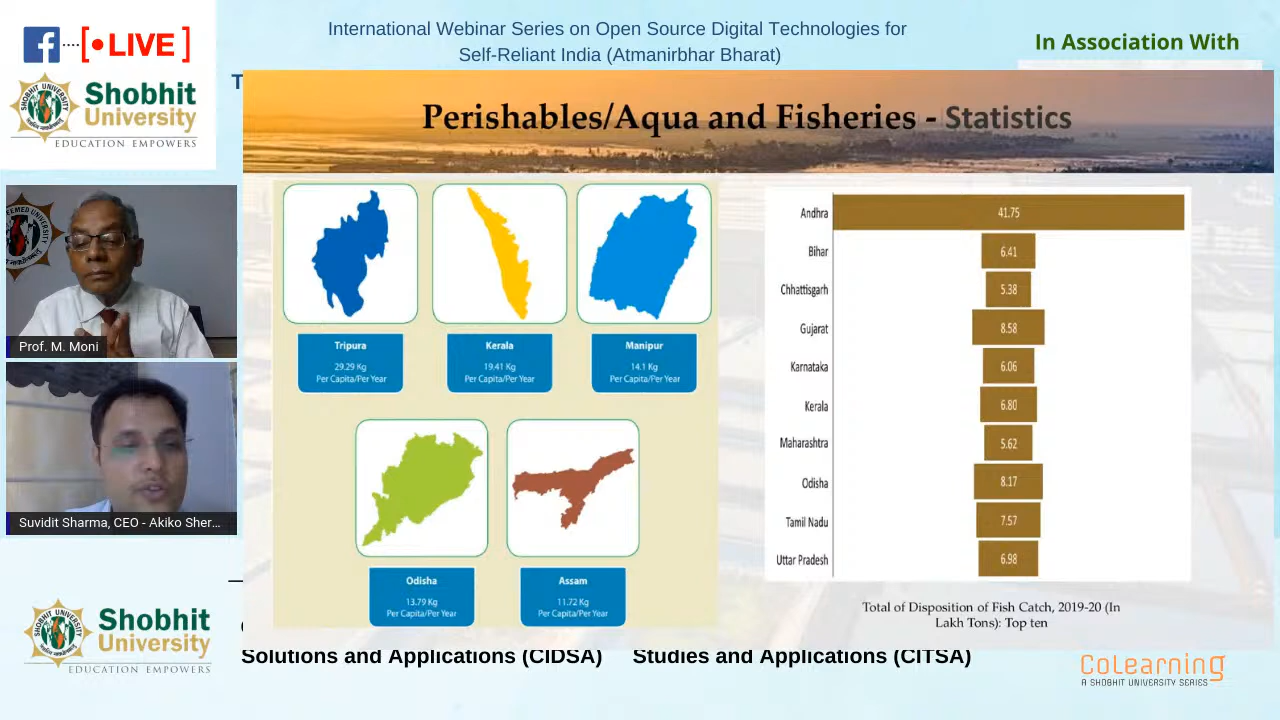 International Webinar Series on Open Source Digital Technologies for
Self-Reliant India (Atmanirbhar Bharat)
In Association With
f
LIVE
Shobhit
University
EDUCATION EMPOWERS
T
Perishables/Aqua and Fisheries - Statistics
Tripura
29.29 Kg
Per Capita/Per Year
Kerala
19.41 Kg
Per Capita/Per Year
Manipur
14.1 Kg
Per Capita/Per Year
Odisha
13.79 Kg
Per Capita/Per Year
Assam
11.72 Kg
Per Capita/Per Year
Andhra 41.75
Bihar 6.41
Chhattisgarh 5.38
Gujarat 8.58
Karnataka 6.06
Kerala 6.80
Maharashtra 5.62
Odisha 8.17
Tamil Nadu 7.57
Uttar Pradesh 6.98
Total of Disposition of Fish Catch, 2019-20 (In
Lakh Tons): Top ten
Prof. M. Moni
Suvidit Sharma, CEO - Akiko Sher...
Shobhit
University
EDUCATION EMPOWERS
Solutions and Applications (CIDSA) Studies and Applications (CITSA)
CoLearning
A SHOBHIT UNIVERSITY SERIES